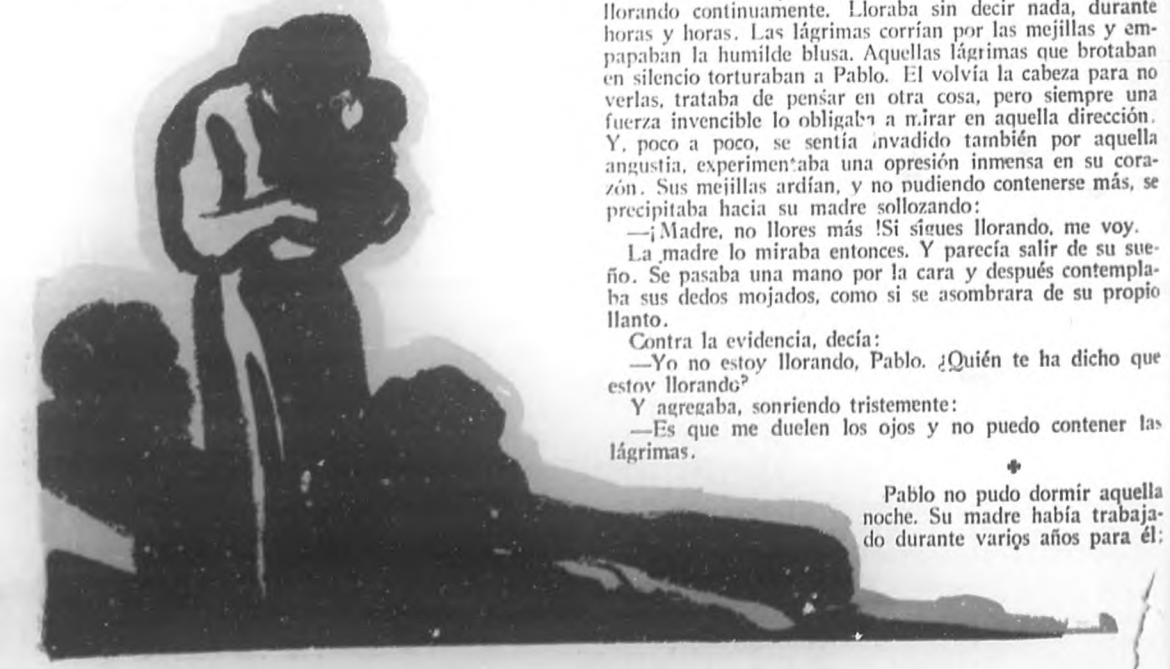 llorando continuamente. Lloraba sin decir nada, durante
horas y horas. Las lágrimas corrían por las mejillas y em-
papaban la humilde blusa. Aquellas lágrimas que brotaban
en silencio torturaban a Pablo. El volvía la cabeza para no
verlas, trataba de pensar en otra cosa, pero siempre una
fuerza invencible lo obligaba a mirar en aquella dirección.
Y, poco a poco, se sentía invadido también por aquella
angustia, experimentaba una opresión inmensa en su cora-
zón. Sus mejillas ardían, y no pudiendo contenerse más, se
precipitaba hacia su madre sollozando:
—¡Madre, no llores más !Si sigues llorando, me voy.
La madre lo miraba entonces. Y parecía salir de su sue-
ño. Se pasaba una mano por la cara y después contempla-
ba sus dedos mojados, como si se asombrara de su propio
llanto.
Contra la evidencia, decía:
—Yo no estoy llorando, Pablo. ¿Quién te ha dicho que
estoy llorando?
Y agregaba, sonriendo tristemente:
—Es que me duelen los ojos y no puedo contener las
lágrimas.
Pablo no pudo dormir aquella
noche. Su madre había trabaja-
do durante varios años para él;